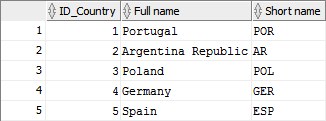 ID_Country Full name Short name
1 1 Portugal POR
2 2 Argentina Republic AR
3 3 Poland POL
4 4 Germany GER
5 5 Spain ESP